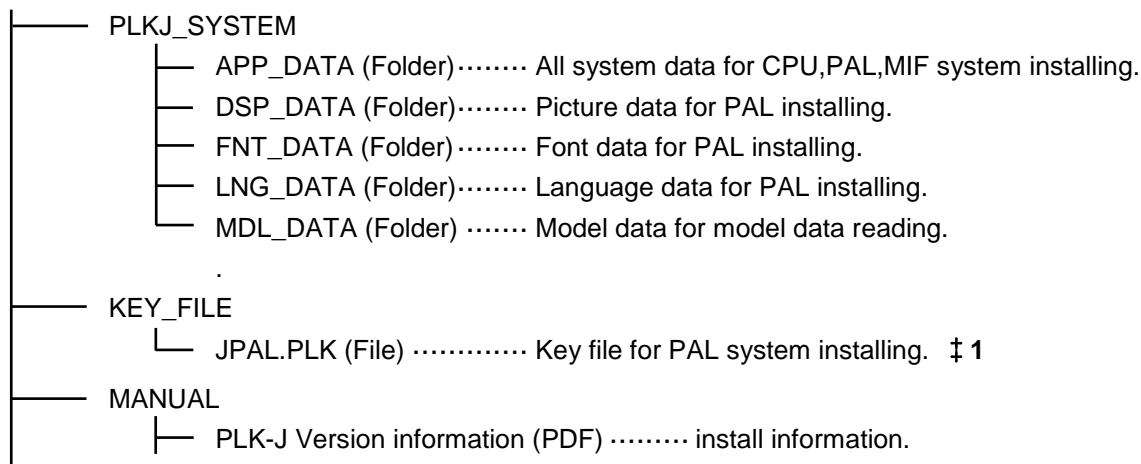 PLKJ_SYSTEM
APP_DATA (Folder)········ All system data for CPU,PAL,MIF system installing.
DSP_DATA (Folder)········ Picture data for PAL installing.
FNT_DATA (Folder)········ Font data for PAL installing.
LNG_DATA (Folder)········ Language data for PAL installing.
MDL_DATA (Folder) ······· Model data for model data reading.
.
KEY_FILE
JPAL.PLK (File) ············· Key file for PAL system installing. ‡ 1
MANUAL
PLK-J Version information (PDF) ········· install information.